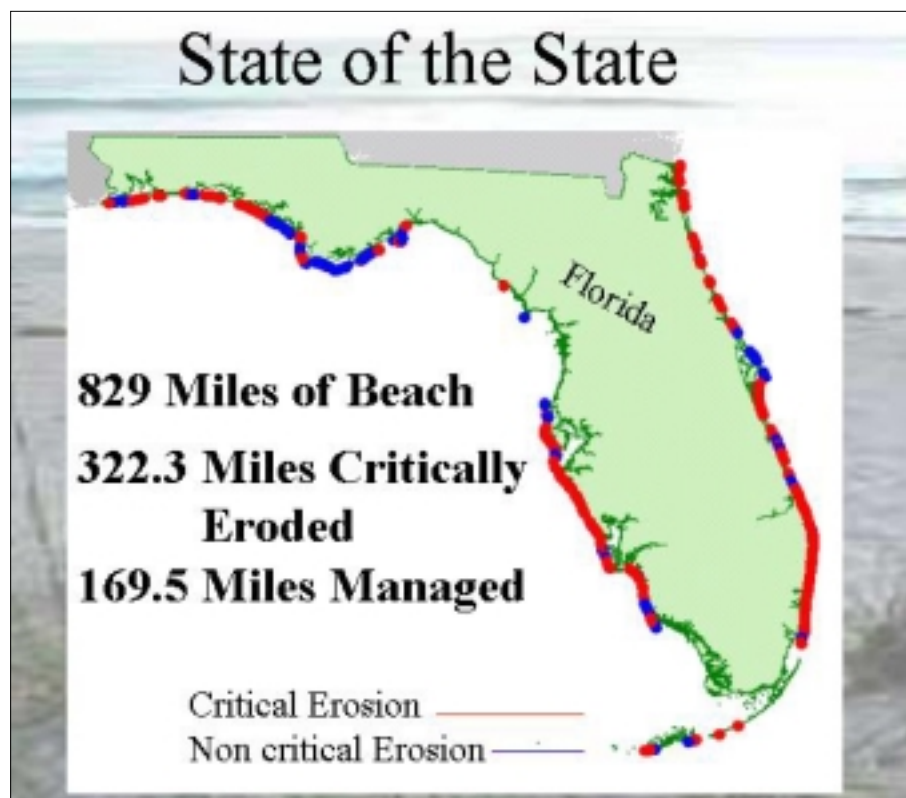 State of the State
Florida
829 Miles of Beach
322.3 Miles Critically
Eroded
169.5 Miles Managed
Critical Erosion
Non critical Erosion